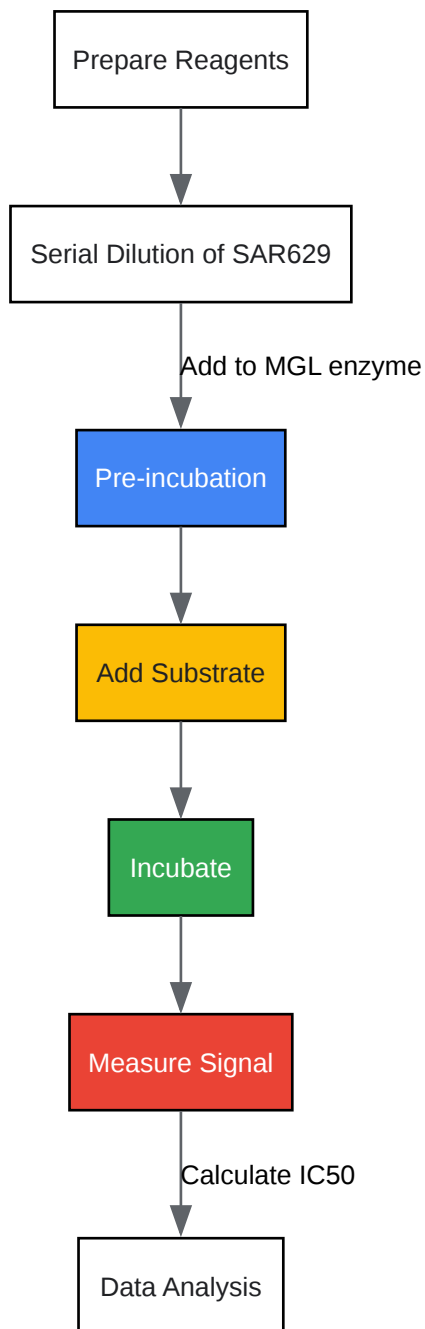 Prepare Reagents
Serial Dilution of SAR629
Add to MGL enzyme
Pre-incubation
Add Substrate
Incubate
Measure Signal
Calculate IC50
Data Analysis